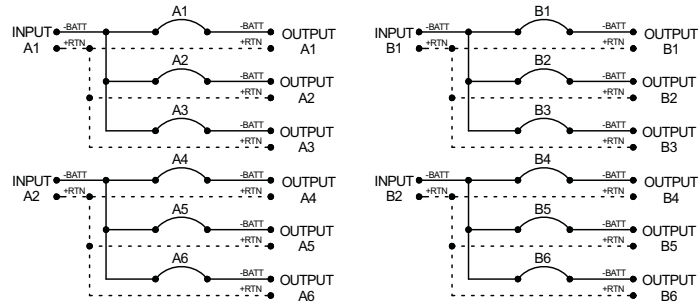 A1
INPUT -BATT -BATT OUTPUT
A1 +RTN +RTN A1
A2
-BATT OUTPUT
+RTN A2
A3
-BATT OUTPUT
+RTN A3
A4
INPUT -BATT -BATT OUTPUT
A2 +RTN +RTN A4
A5
-BATT OUTPUT
+RTN A5
A6
-BATT OUTPUT
+RTN A6
B1
INPUT -BATT -BATT OUTPUT
B1 +RTN +RTN B1
B2
-BATT OUTPUT
+RTN B2
B3
-BATT OUTPUT
+RTN B3
B4
INPUT -BATT -BATT OUTPUT
B2 +RTN +RTN B4
B5
-BATT OUTPUT
+RTN B5
B6
-BATT OUTPUT
+RTN B6